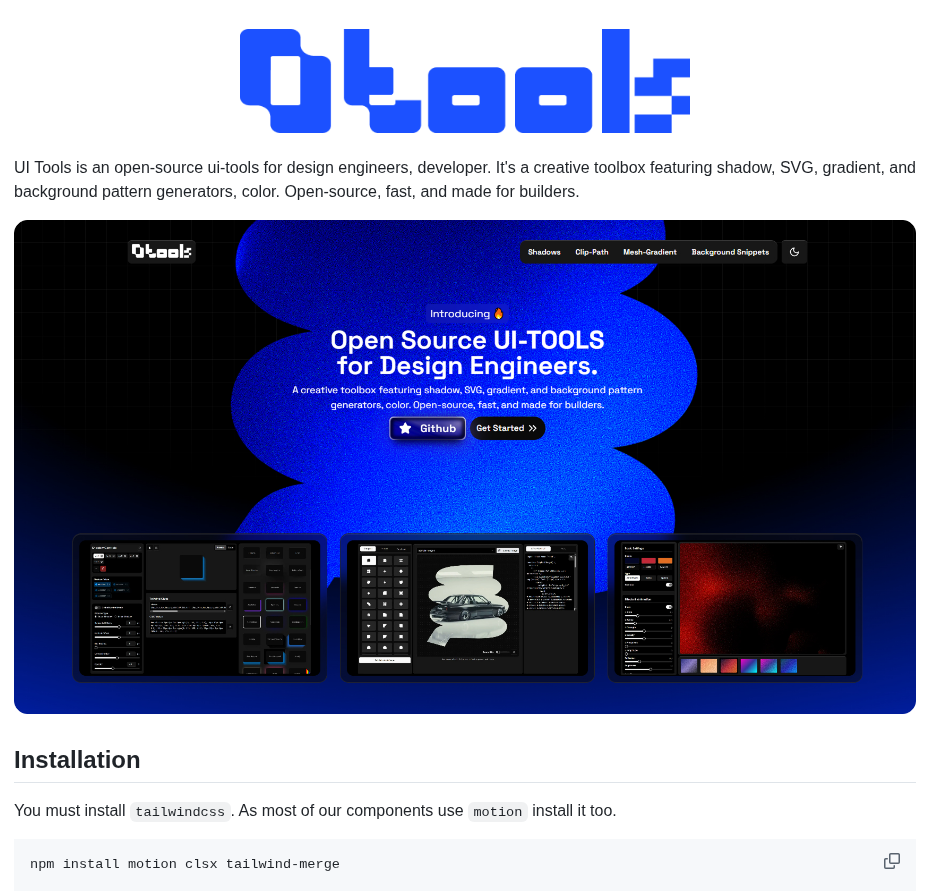 0tools
UI Tools is an open-source ui-tools for design engineers, developer. It's a creative toolbox featuring shadow, SVG, gradient, and
background pattern generators, color. Open-source, fast, and made for builders.
0tools
Shadows Clip-Path Mesh-Gradient Background Snippets
Introducing 🔥
Open Source UI-TOOLS
for Design Engineers.
A creative toolbox featuring shadow, SVG, gradient, and background pattern
generators, color. Open-source, fast, and made for builders.
Github Get Started
Installation
You must install tailwindcss. As most of our components use motion install it too.
npm install motion clsx tailwind-merge